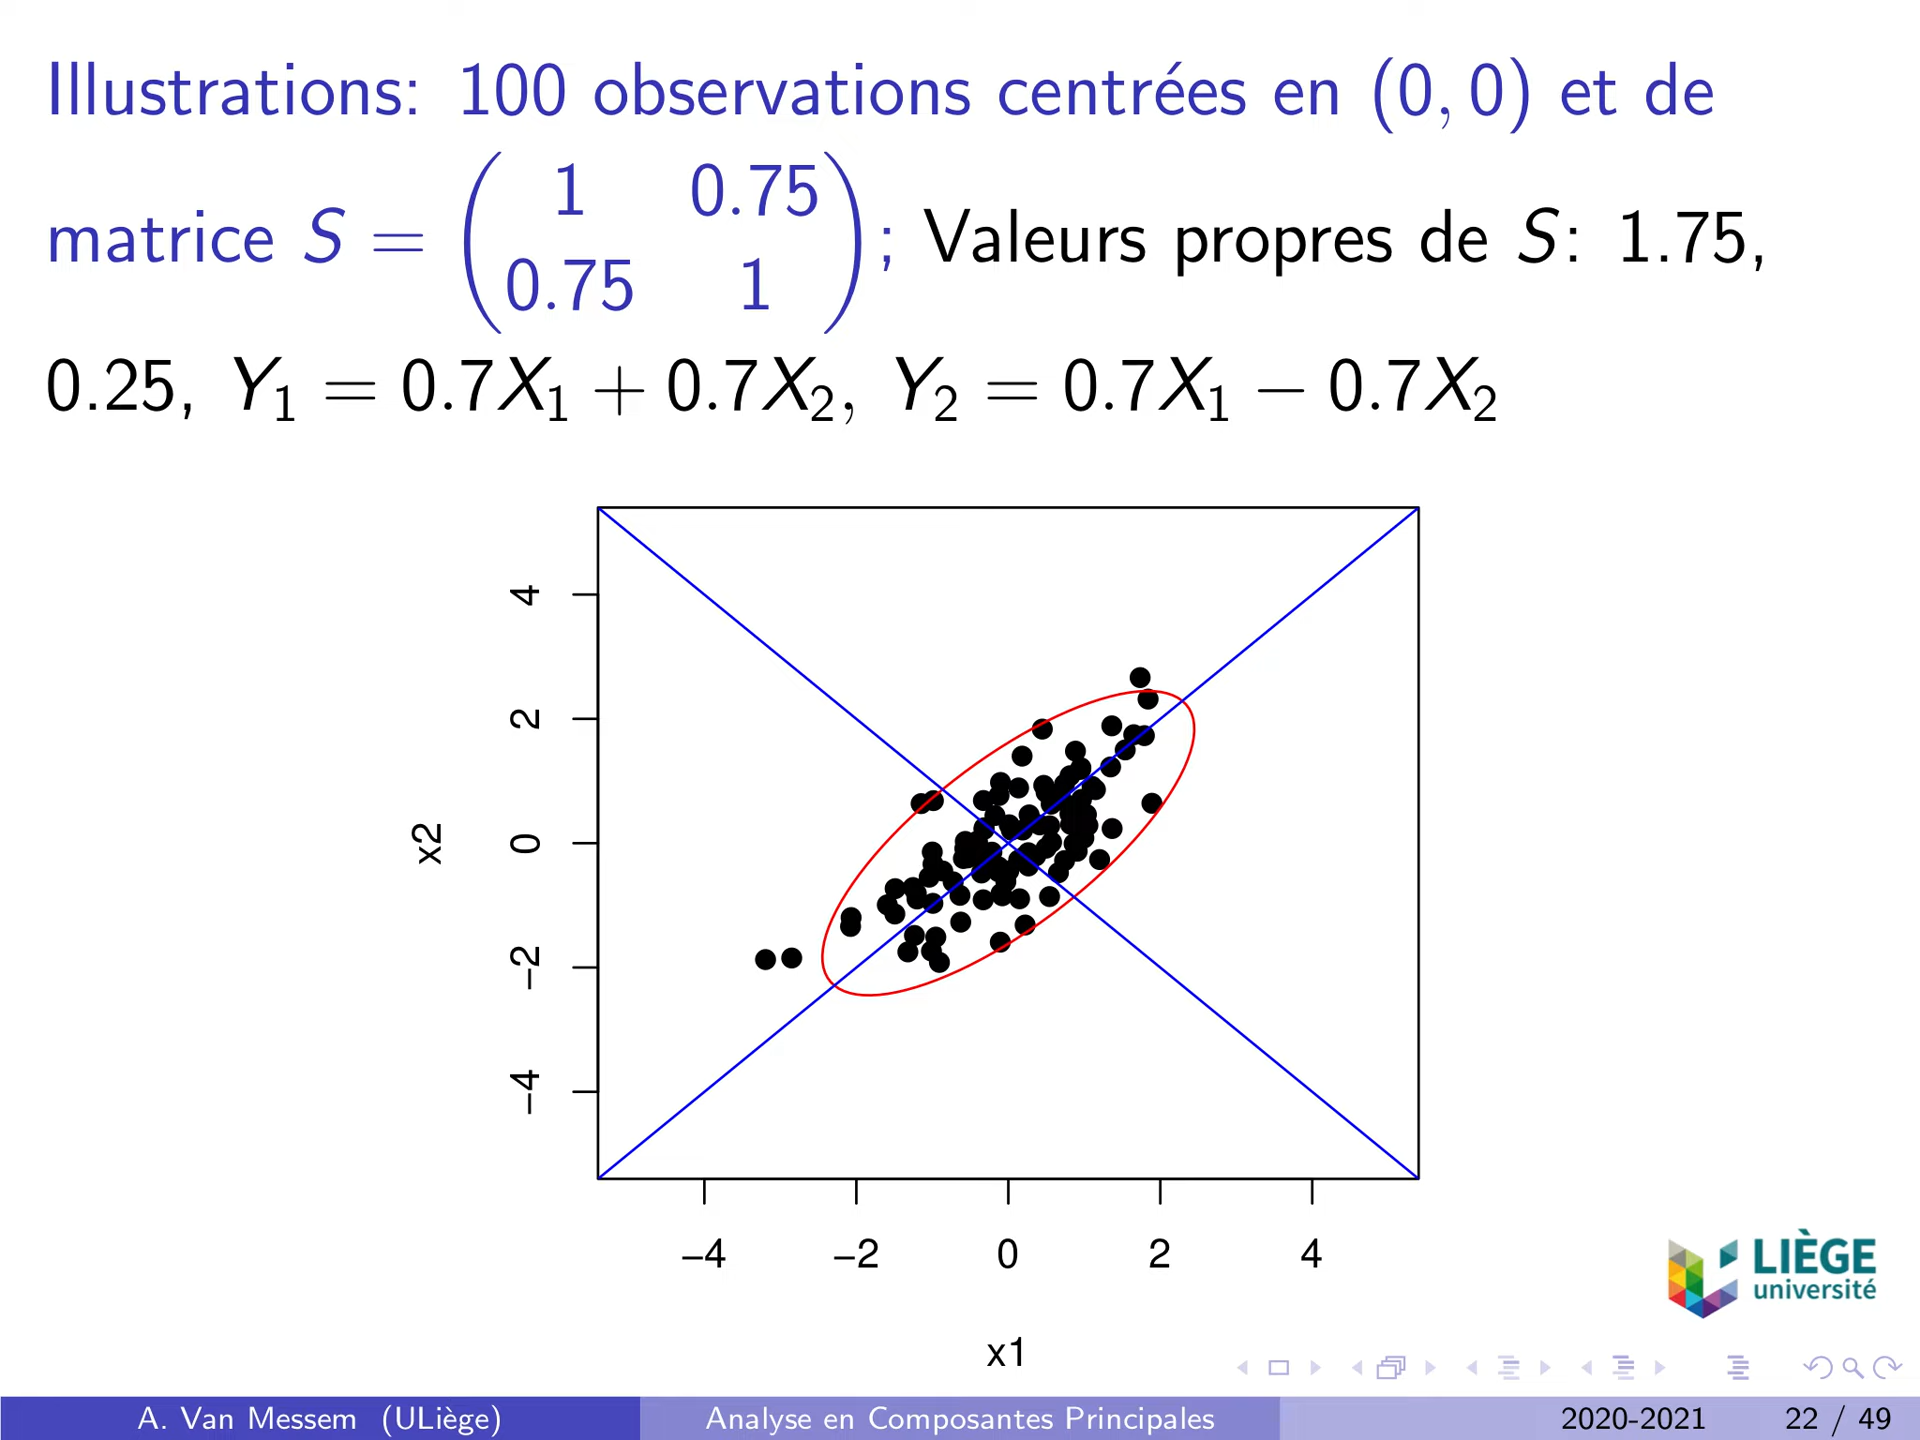 Illustrations: 100 observations centrées en (0, 0) et de
matrice S = ( 1 0.75
0.75 1 ) ; Valeurs propres de S: 1.75,
0.25, Y₁ = 0.7X₁ + 0.7X₂, Y₂ = 0.7X₁ − 0.7X₂
4
2
0
−2
−4
x2
−4 −2 0 2 4
x1
LIÈGE
université
A. Van Messem (ULiège) Analyse en Composantes Principales 2020-2021 22 / 49